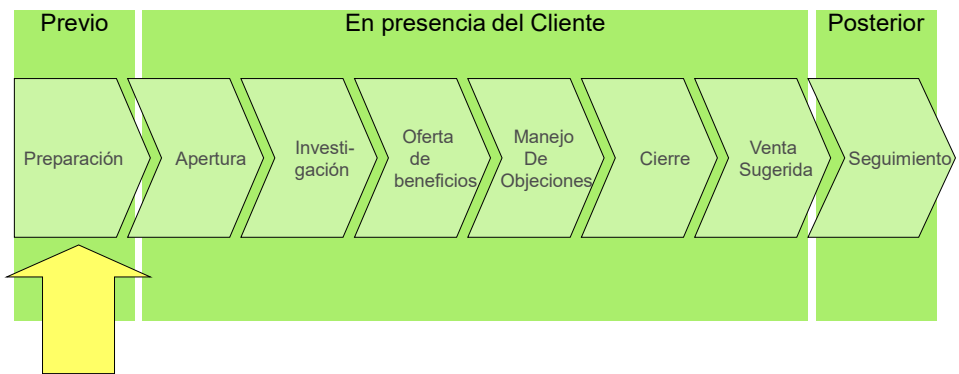 Previo
En presencia del Cliente
Posterior
Preparación
Apertura
Investi-
gación
Oferta
de
beneficios
Manejo
De
Objeciones
Cierre
Venta
Sugerida
Seguimiento